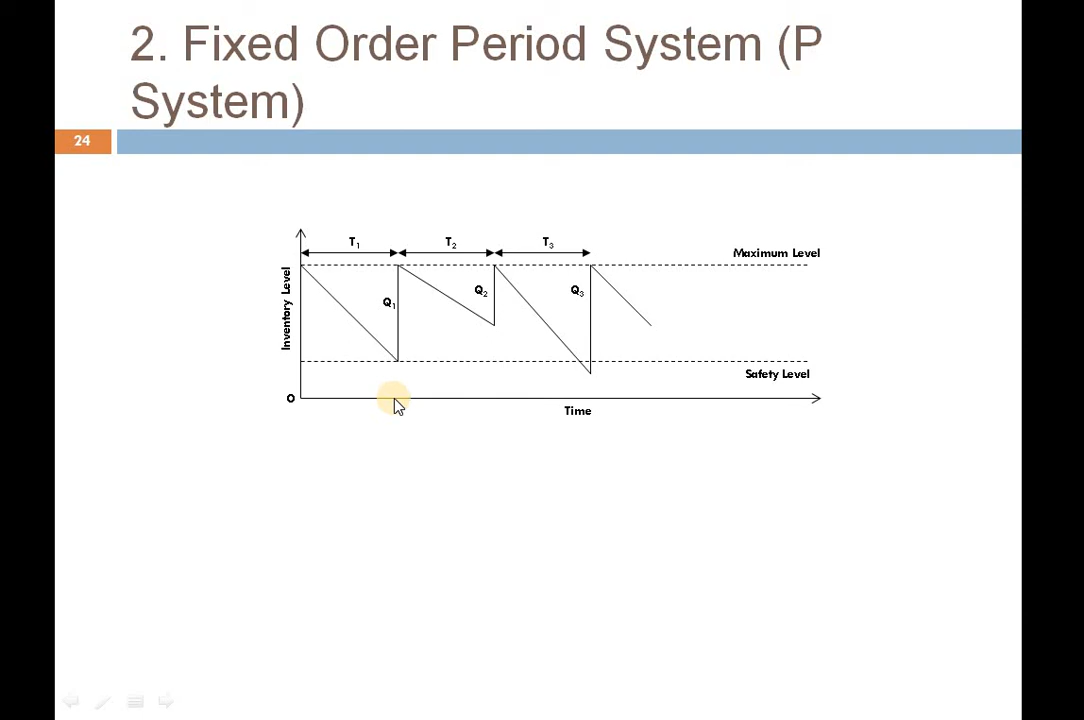 2. Fixed Order Period System (P
System)
24
T1
T2
T3
Maximum Level
Inventory Level
Q1
Q2
Q3
Safety Level
O
Time